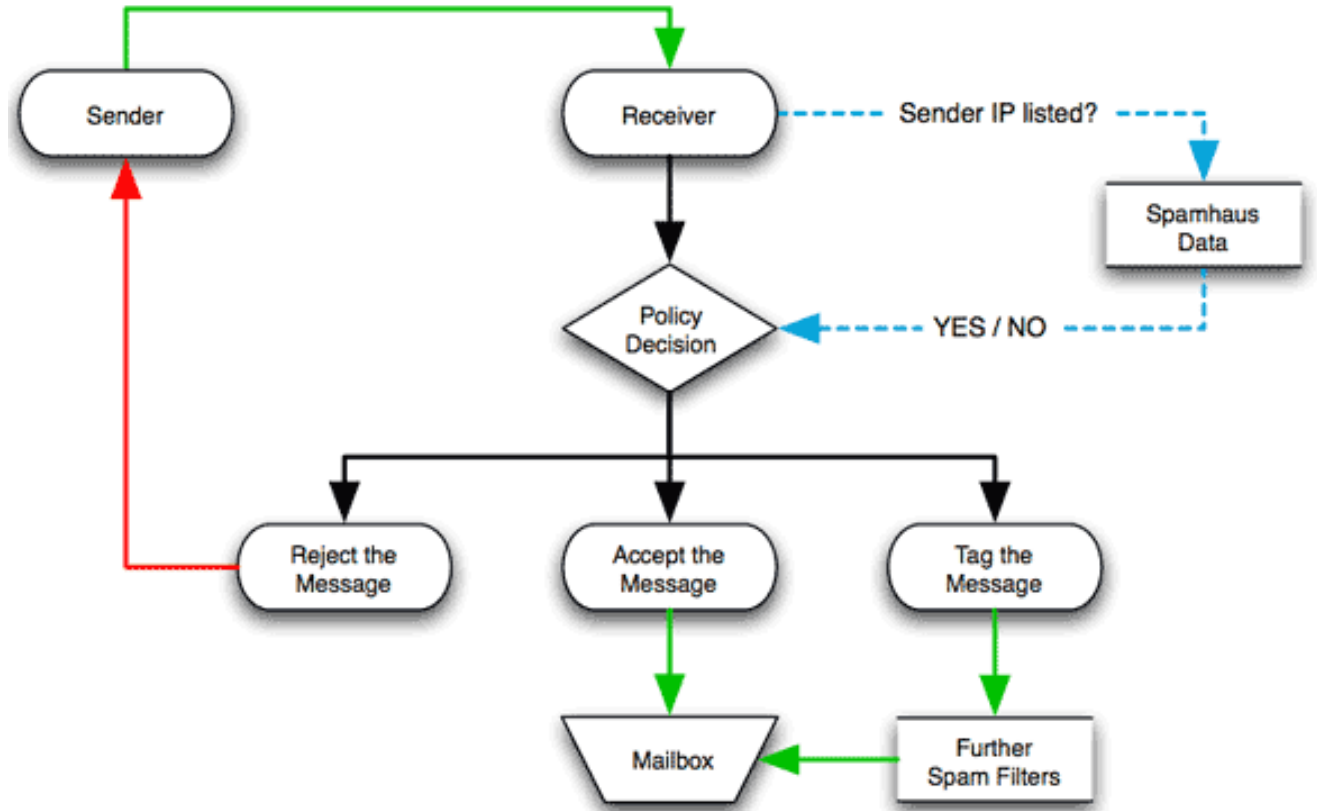 Sender
Receiver
Sender IP listed?
Spamhaus
Data
Policy
Decision
YES / NO
Reject the
Message
Accept the
Message
Tag the
Message
Mailbox
Further
Spam Filters